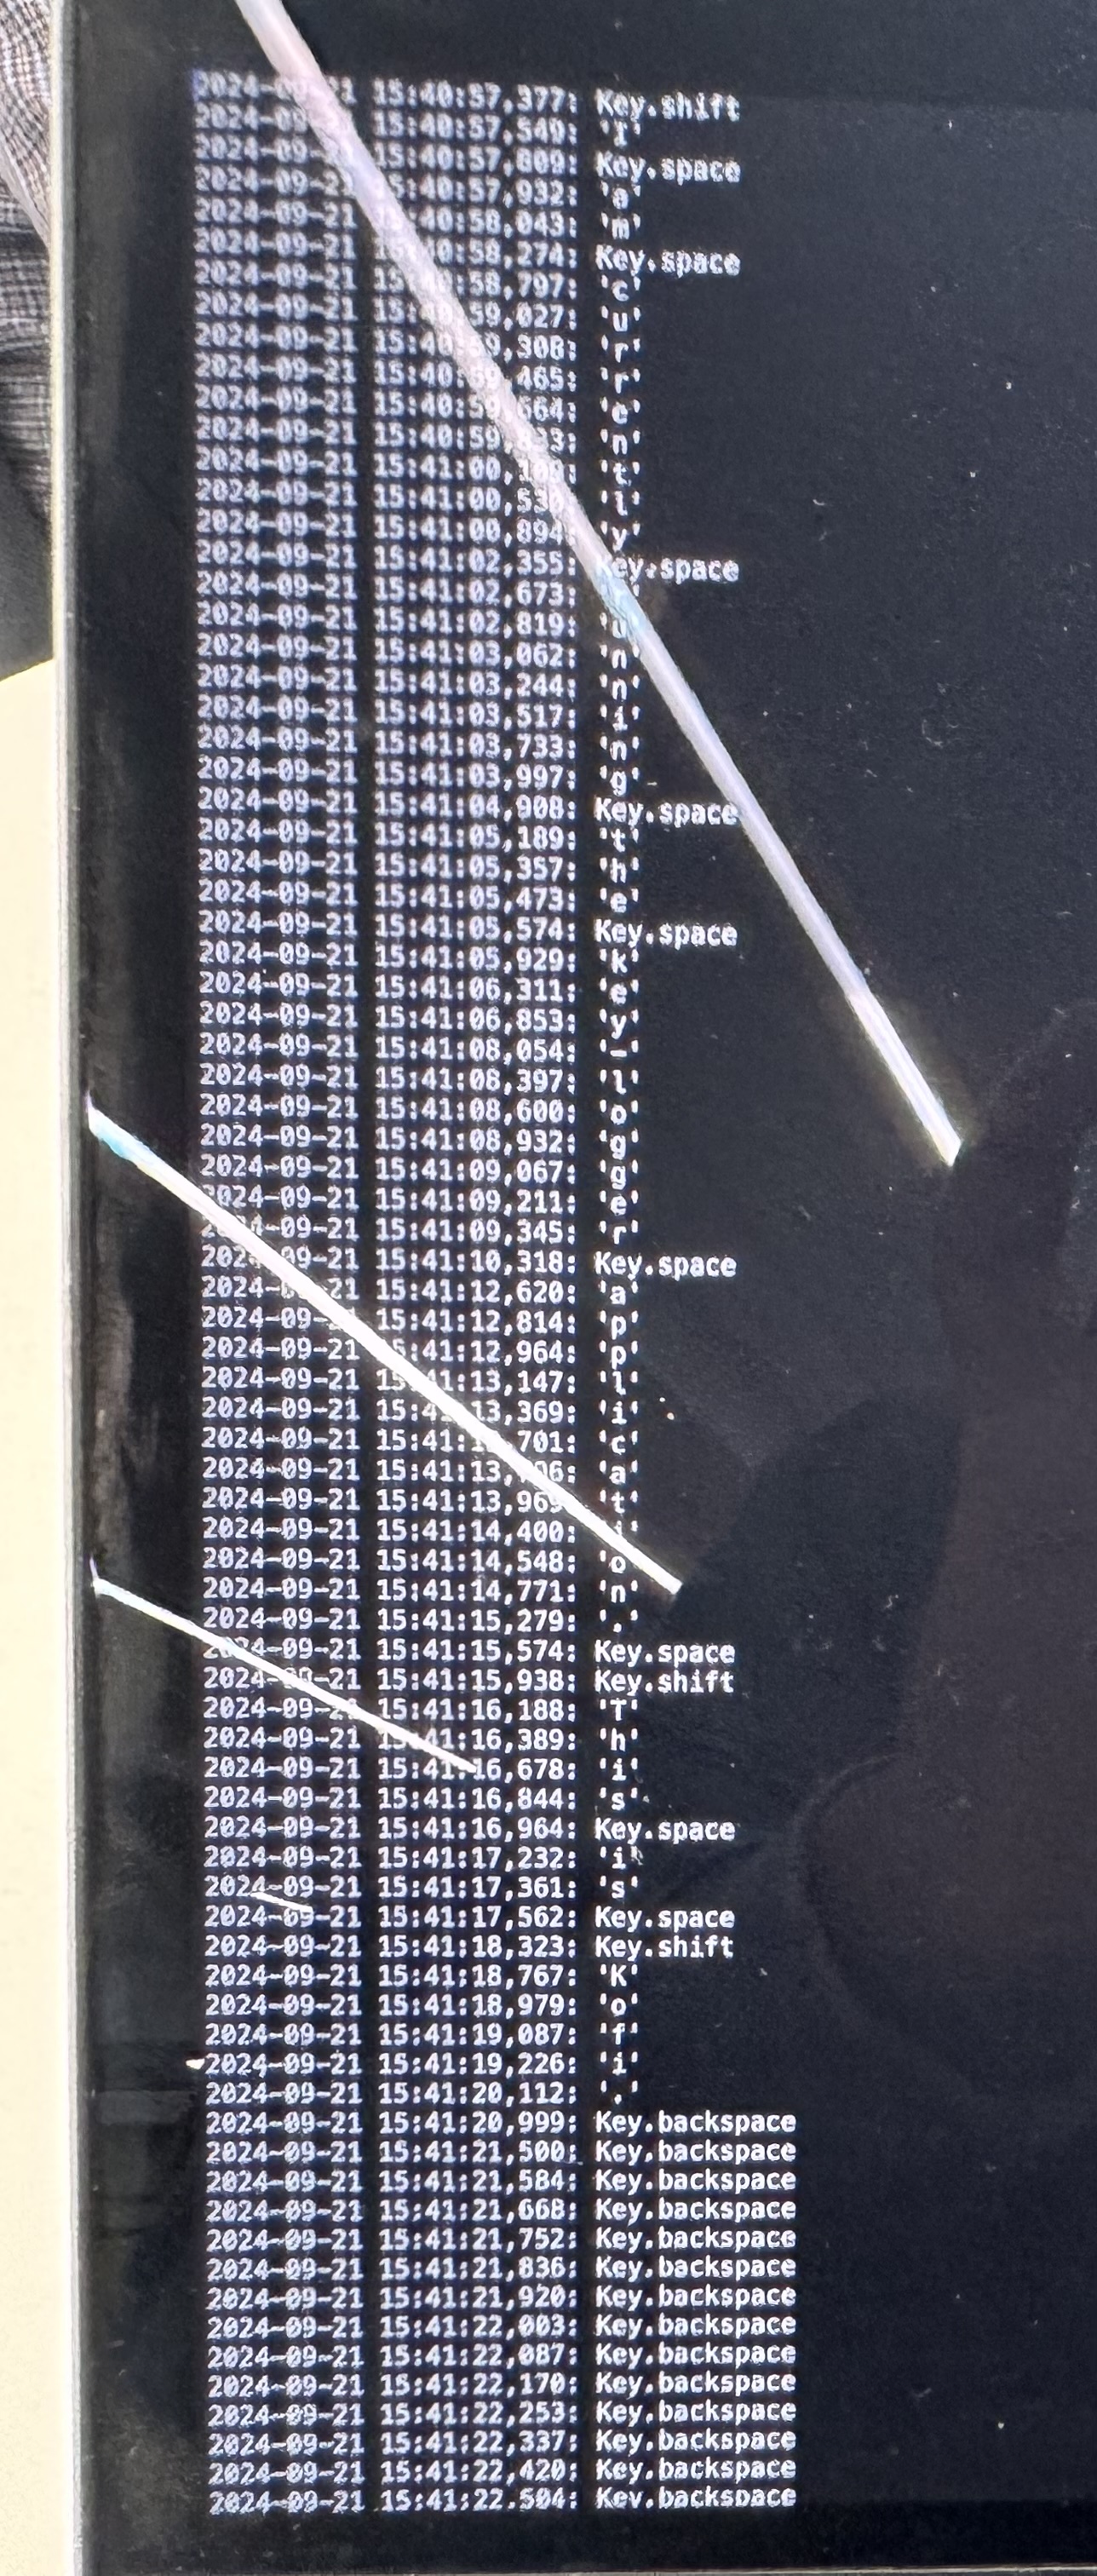 2024-09-21 15:40:57,377: Key.shift
2024-09-21 15:40:57,549: 'I'
2024-09-21 15:40:57,809: Key.space
2024-09-21 15:40:57,932: 'a'
2024-09-21 15:40:58,043: 'm'
2024-09-21 15:40:58,274: Key.space
2024-09-21 15:40:58,797: 'c'
2024-09-21 15:40:59,027: 'u'
2024-09-21 15:40:59,308: 'r'
2024-09-21 15:40:59,465: 'r'
2024-09-21 15:40:59,664: 'e'
2024-09-21 'n'
2024-09-21 't'
2024-09-21 'l'
2024-09-21 15:41:00,894: 'y'
2024-09-21 15:41:02,355: Key.space
2024-09-21 15:41:02,673:
2024-09-21 15:41:02,819: 'u'
2024-09-21 15:41:03,062: 'n'
2024-09-21 15:41:03,244: 'n'
2024-09-21 15:41:03,517: 'i'
2024-09-21 15:41:03,733: 'n'
2024-09-21 15:41:03,997: 'g'
2024-09-21 15:41:04,908: Key.space
2024-09-21 15:41:05,189: 't'
2024-09-21 15:41:05,357: 'h'
2024-09-21 15:41:05,473: 'e'
2024-09-21 15:41:05,574: Key.space
2024-09-21 15:41:05,929: 'k'
2024-09-21 15:41:06,311: 'e'
2024-09-21 15:41:06,853: 'y'
2024-09-21 15:41:08,054: '-'
2024-09-21 15:41:08,397: 'l'
2024-09-21 15:41:08,600: 'o'
2024-09-21 15:41:08,932: 'g'
2024-09-21 15:41:09,067: 'g'
2024-09-21 15:41:09,211: 'e'
2024-09-21 15:41:09,345: 'r'
2024-09-21 15:41:10,318: Key.space
2024-09-21 15:41:12,620: 'a'
2024-09-21 15:41:12,814: 'p'
2024-09-21 15:41:12,964: 'p'
2024-09-21 15:41:13,147: 'l'
2024-09-21 15:41:13,369: 'i'
2024-09-21 15:41:13,701: 'c'
2024-09-21 'a'
2024-09-21 15:41:13,969: 't'
2024-09-21 15:41:14,400: 'i'
2024-09-21 15:41:14,548: 'o'
2024-09-21 15:41:14,771: 'n'
2024-09-21 15:41:15,279: '.'
2024-09-21 15:41:15,574: Key.space
2024-09-21 15:41:15,938: Key.shift
2024-09-21 15:41:16,188: 'T'
2024-09-21 15:41:16,389: 'h'
2024-09-21 15:41:16,678: 'i'
2024-09-21 15:41:16,844: 's'
2024-09-21 15:41:16,964: Key.space
2024-09-21 15:41:17,232: 'i'
2024-09-21 15:41:17,361: 's'
2024-09-21 15:41:17,562: Key.space
2024-09-21 15:41:18,323: Key.shift
2024-09-21 15:41:18,767: 'K'
2024-09-21 15:41:18,979: 'o'
2024-09-21 15:41:19,087: 'f'
2024-09-21 15:41:19,226: 'i'
2024-09-21 15:41:20,112: '.'
2024-09-21 15:41:20,999: Key.backspace
2024-09-21 15:41:21,500: Key.backspace
2024-09-21 15:41:21,584: Key.backspace
2024-09-21 15:41:21,668: Key.backspace
2024-09-21 15:41:21,752: Key.backspace
2024-09-21 15:41:21,836: Key.backspace
2024-09-21 15:41:21,920: Key.backspace
2024-09-21 15:41:22,003: Key.backspace
2024-09-21 15:41:22,087: Key.backspace
2024-09-21 15:41:22,170: Key.backspace
2024-09-21 15:41:22,253: Key.backspace
2024-09-21 15:41:22,337: Key.backspace
2024-09-21 15:41:22,420: Key.backspace
2024-09-21 15:41:22,504: Key.backspace